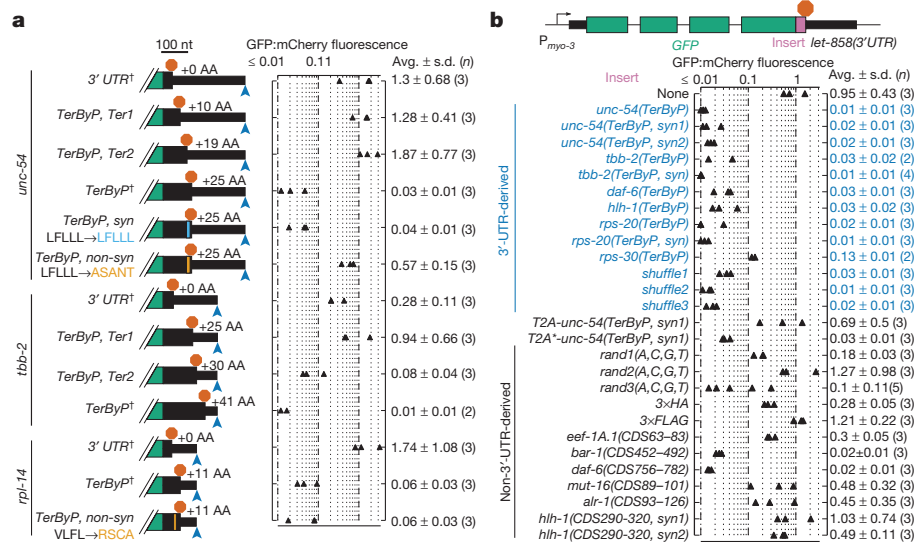 a
100 nt
GFP:mCherry fluorescence
≤ 0.01 0.1 1
Avg. ± s.d. (n)
unc-54
3′ UTR† +0 AA 1.3 ± 0.68 (3)
TerByP, Ter1 +10 AA 1.28 ± 0.41 (3)
TerByP, Ter2 +19 AA 1.87 ± 0.77 (3)
TerByP† +25 AA 0.03 ± 0.01 (3)
TerByP, syn +25 AA 0.04 ± 0.01 (3)
LFLLL→LFLLL
TerByP, non-syn +25 AA 0.57 ± 0.15 (3)
LFLLL→ASANT
tbb-2
3′ UTR† +0 AA 0.28 ± 0.11 (3)
TerByP, Ter1 +25 AA 0.94 ± 0.66 (3)
TerByP, Ter2 +30 AA 0.08 ± 0.04 (3)
TerByP† +41 AA 0.01 ± 0.01 (2)
rpl-14
3′ UTR† +0 AA 1.74 ± 1.08 (3)
TerByP† +11 AA 0.06 ± 0.03 (3)
TerByP, non-syn +11 AA 0.06 ± 0.03 (3)
VLFL→RSCA
b
Pmyo-3 GFP Insert let-858(3′UTR)
GFP:mCherry fluorescence
Insert ≤ 0.01 0.1 1 Avg. ± s.d. (n)
None 0.95 ± 0.43 (3)
3′-UTR-derived
unc-54(TerByP) 0.01 ± 0.01 (3)
unc-54(TerByP, syn1) 0.02 ± 0.01 (3)
unc-54(TerByP, syn2) 0.02 ± 0.01 (3)
tbb-2(TerByP) 0.03 ± 0.02 (2)
tbb-2(TerByP, syn) 0.01 ± 0.01 (4)
daf-6(TerByP) 0.03 ± 0.01 (3)
hlh-1(TerByP) 0.03 ± 0.02 (3)
rps-20(TerByP) 0.02 ± 0.01 (3)
rps-20(TerByP, syn) 0.01 ± 0.01 (3)
rps-30(TerByP) 0.13 ± 0.01 (2)
shuffle1 0.03 ± 0.01 (3)
shuffle2 0.01 ± 0.01 (3)
shuffle3 0.02 ± 0.01 (3)
T2A-unc-54(TerByP, syn1) 0.69 ± 0.5 (3)
T2A*-unc-54(TerByP, syn1) 0.03 ± 0.01 (3)
Non-3′-UTR-derived
rand1(A,C,G,T) 0.18 ± 0.03 (3)
rand2(A,C,G,T) 1.27 ± 0.98 (3)
rand3(A,C,G,T) 0.1 ± 0.11(5)
3×HA 0.28 ± 0.05 (3)
3×FLAG 1.21 ± 0.22 (3)
eef-1A.1(CDS63–83) 0.3 ± 0.05 (3)
bar-1(CDS452–492) 0.02±0.01 (3)
daf-6(CDS756–782) 0.02 ± 0.01 (3)
mut-16(CDS89–101) 0.48 ± 0.32 (3)
alr-1(CDS93–126) 0.45 ± 0.35 (3)
hlh-1(CDS290-320, syn1) 1.03 ± 0.74 (3)
hlh-1(CDS290-320, syn2) 0.49 ± 0.11 (3)